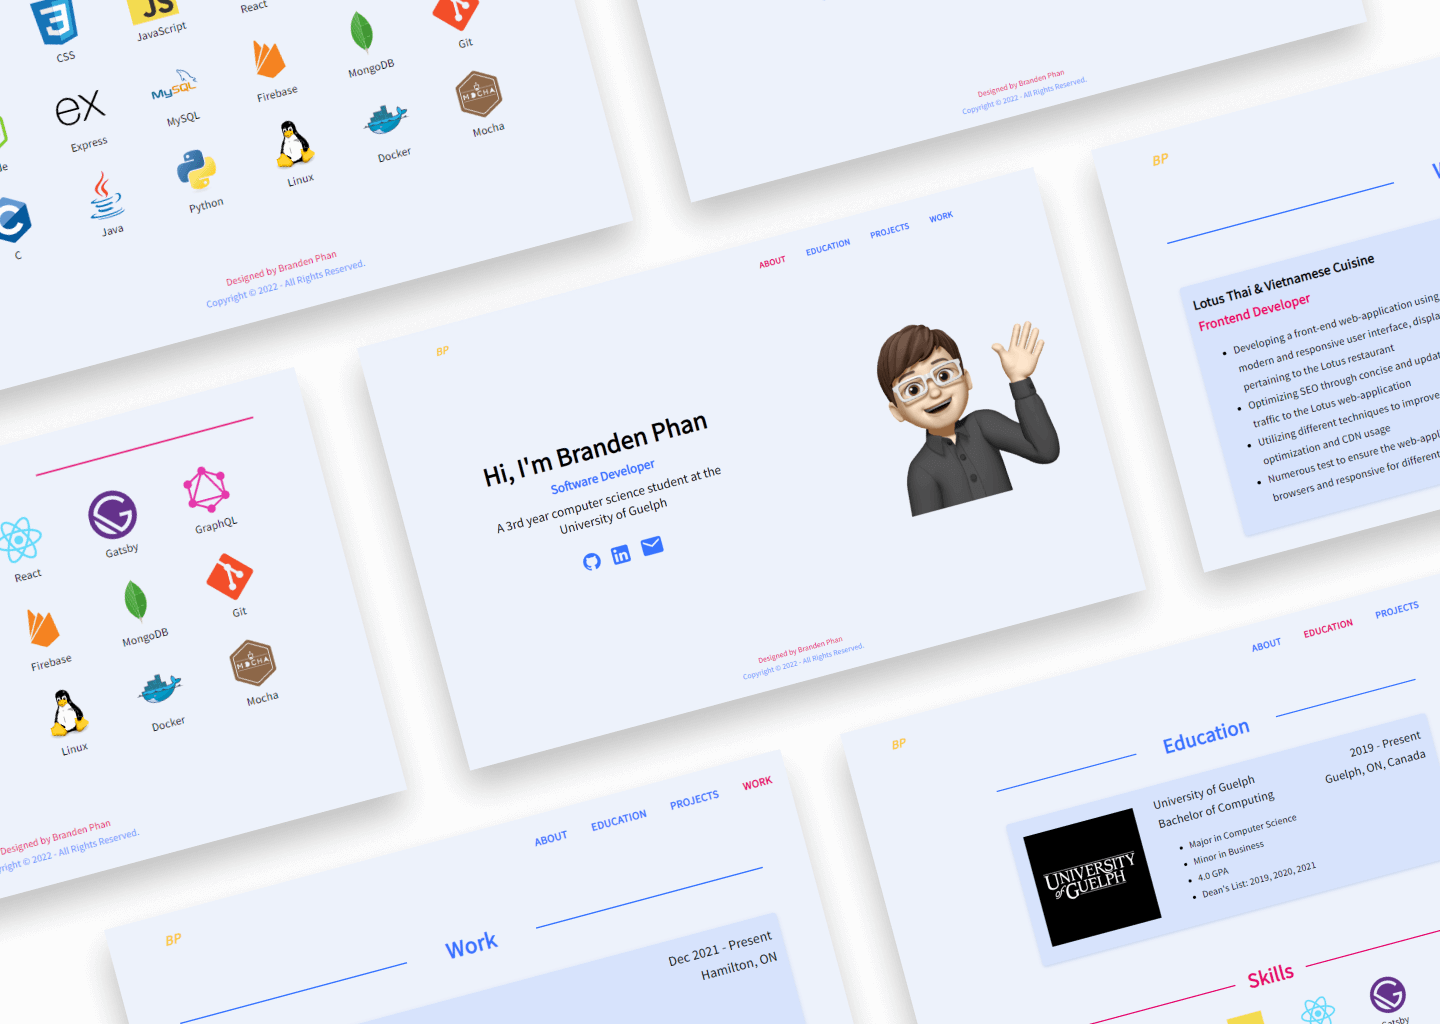 JS
CSS
JavaScript
React
Git
MongoDB
Firebase
ex
MySQL
MySQL
Express
MOCHA
Mocha
Docker
Linux
Python
Java
C
C
Designed by Branden Phan
Copyright © 2022 - All Rights Reserved.
Designed by Branden Phan
Copyright © 2022 - All Rights Reserved.
BP
ABOUT
EDUCATION
PROJECTS
WORK
Hi, I'm Branden Phan
Software Developer
A 3rd year computer science student at the
University of Guelph
in
Designed by Branden Phan
Copyright © 2022 - All Rights Reserved.
BP
Lotus Thai & Vietnamese Cuisine
Frontend Developer
Developing a front-end web-application using
modern and responsive user interface, displa
pertaining to the Lotus restaurant
Optimizing SEO through concise and updat
traffic to the Lotus web-application
Utilizing different techniques to improve
optimization and CDN usage
Numerous test to ensure the web-appl
browsers and responsive for different
React
Gatsby
GraphQL
Firebase
MongoDB
Git
Linux
Docker
MOCHA
Mocha
Designed by Branden Phan
right © 2022 - All Rights Reserved.
BP
ABOUT
EDUCATION
PROJECTS
WORK
Work
Dec 2021 - Present
Hamilton, ON
BP
ABOUT
EDUCATION
PROJECTS
Education
UNIVERSITY
of GUELPH
University of Guelph
Bachelor of Computing
2019 - Present
Guelph, ON, Canada
Major in Computer Science
Minor in Business
4.0 GPA
Dean's List: 2019, 2020, 2021
Skills
Gatsby